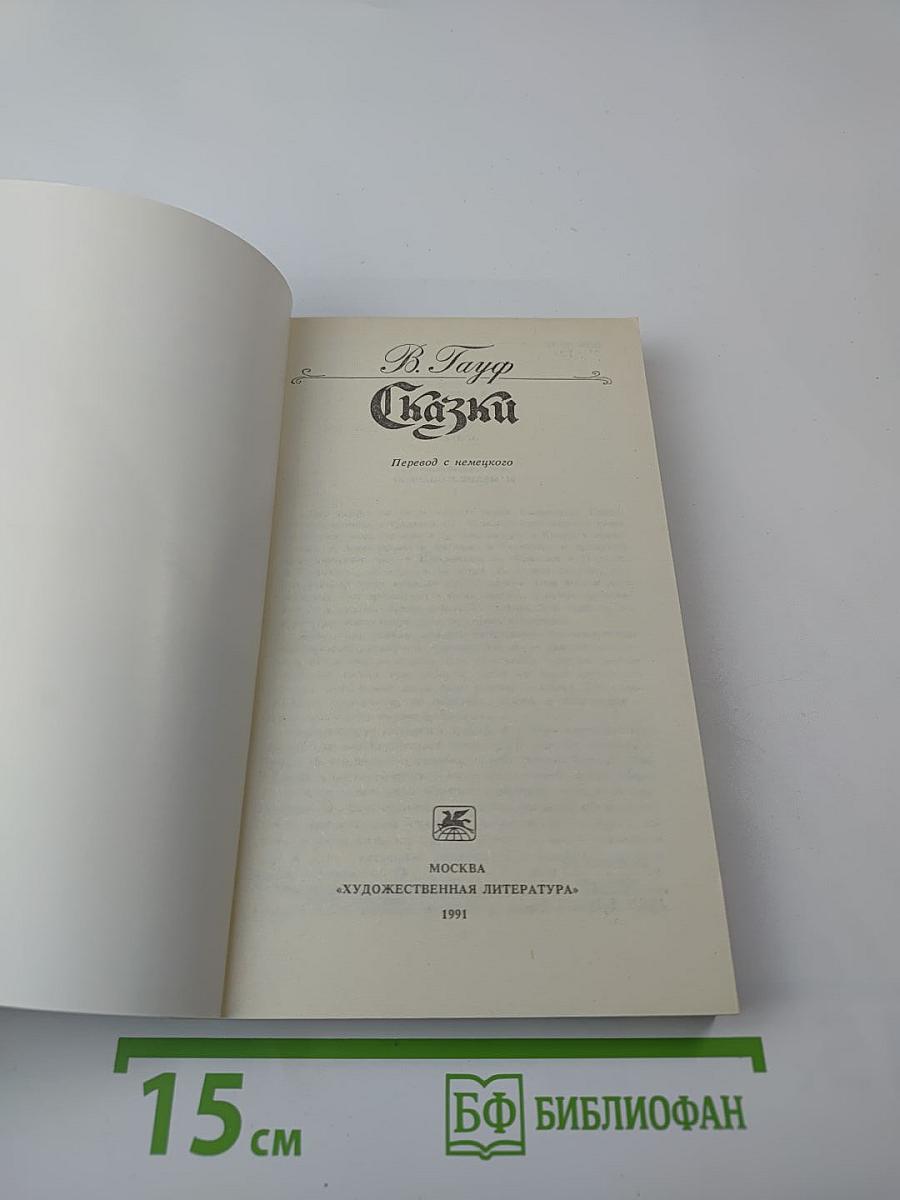 В. Гауф
Сказки
Перевод с немецкого
МОСКВА
«ХУДОЖЕСТВЕННАЯ ЛИТЕРАТУРА»
1991
15 см
БФ БИБЛИОФАН